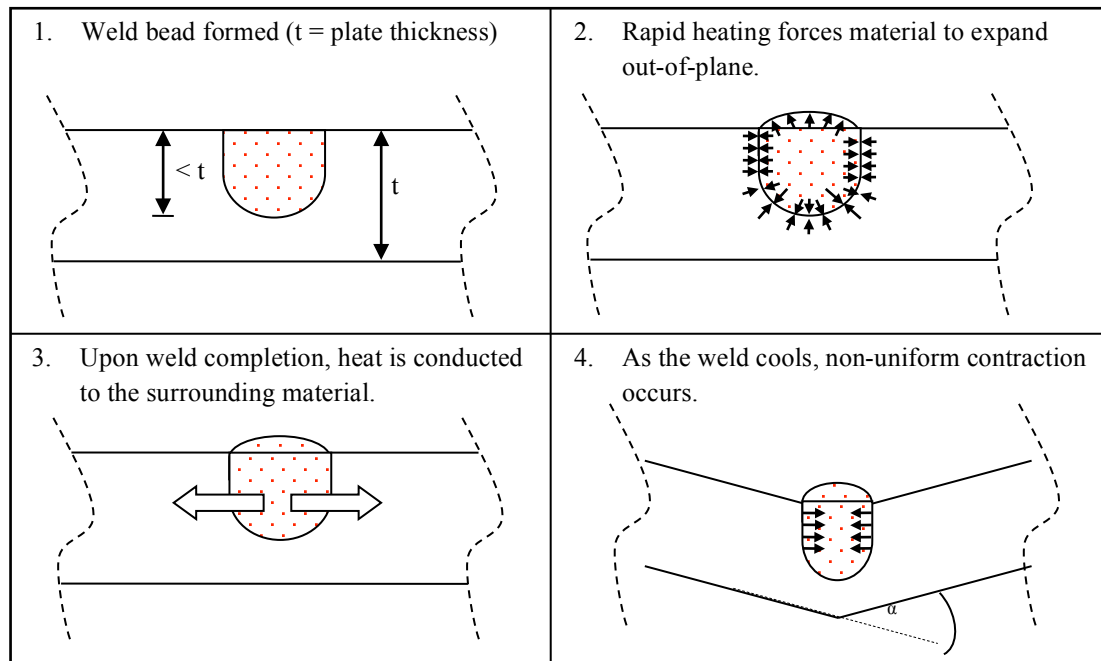 1. Weld bead formed (t = plate thickness)
< t
t
2. Rapid heating forces material to expand
out-of-plane.
3. Upon weld completion, heat is conducted
to the surrounding material.
4. As the weld cools, non-uniform contraction
occurs.
α